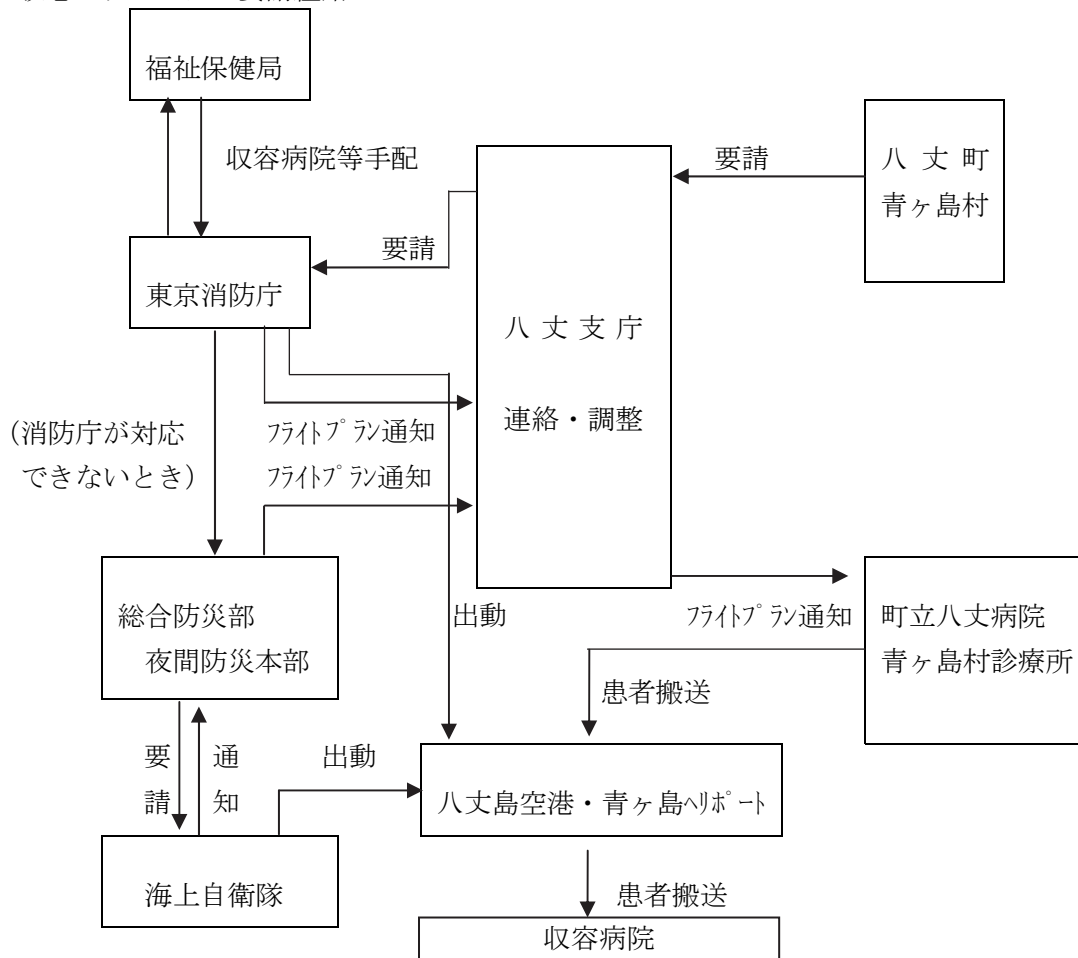 福祉保健局
収容病院等手配
要請
八 丈 町
青ヶ島村
要請
東京消防庁
八 丈 支 庁
連絡・調整
(消防庁が対応
できないとき)
ﾌﾗｲﾄﾌﾟﾗﾝ通知
ﾌﾗｲﾄﾌﾟﾗﾝ通知
総合防災部
夜間防災本部
出動
ﾌﾗｲﾄﾌﾟﾗﾝ通知
町立八丈病院
青ヶ島村診療所
患者搬送
要請
通知
出動
八丈島空港・青ヶ島ﾍﾘﾎﾟｰﾄ
海上自衛隊
患者搬送
収容病院